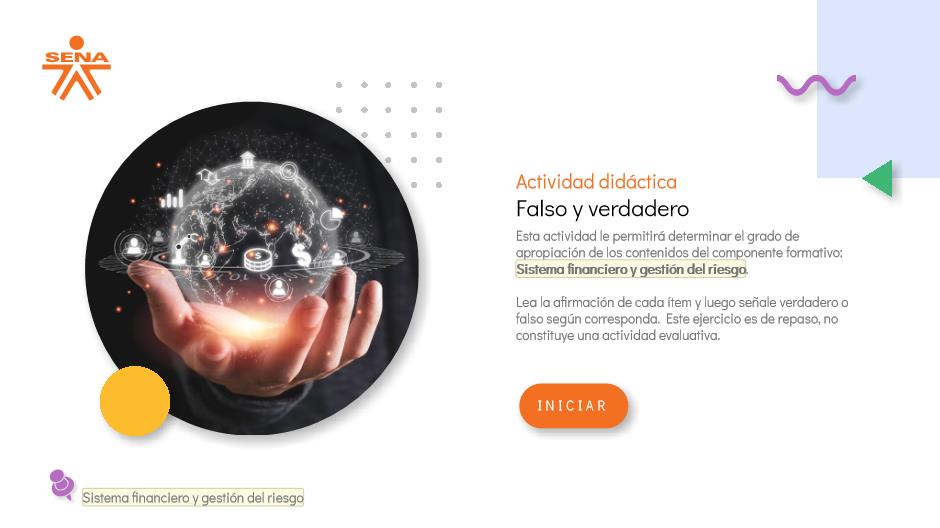 SENA
Actividad didáctica
Falso y verdadero
Esta actividad le permitirá determinar el grado de
apropiación de los contenidos del componente formativo:
Sistema financiero y gestión del riesgo.
Lea la afirmación de cada ítem y luego señale verdadero o
falso según corresponda. Este ejercicio es de repaso, no
constituye una actividad evaluativa.
INICIAR
Sistema financiero y gestión del riesgo